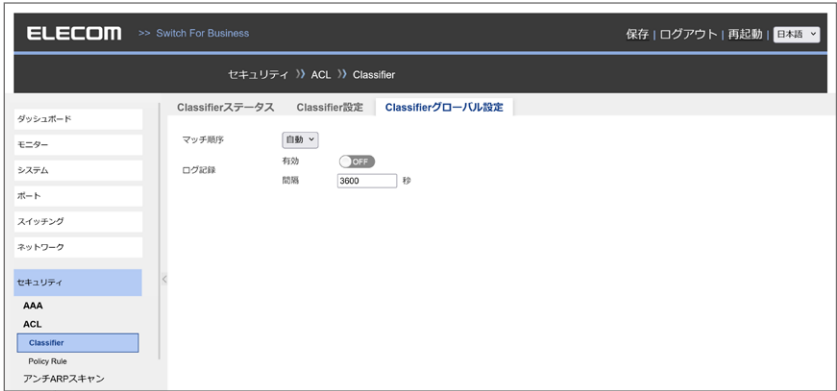 ELECOM >> Switch For Business 保存 | ログアウト | 再起動 | 日本語
セキュリティ 》 ACL 》 Classifier
Classifierステータス Classifier設定 Classifierグローバル設定
ダッシュボード
モニター
システム
ポート
スイッチング
ネットワーク
セキュリティ
AAA
ACL
Classifier
Policy Rule
アンチARPスキャン
マッチ順序 自動
ログ記録
有効 OFF
間隔 3600 秒